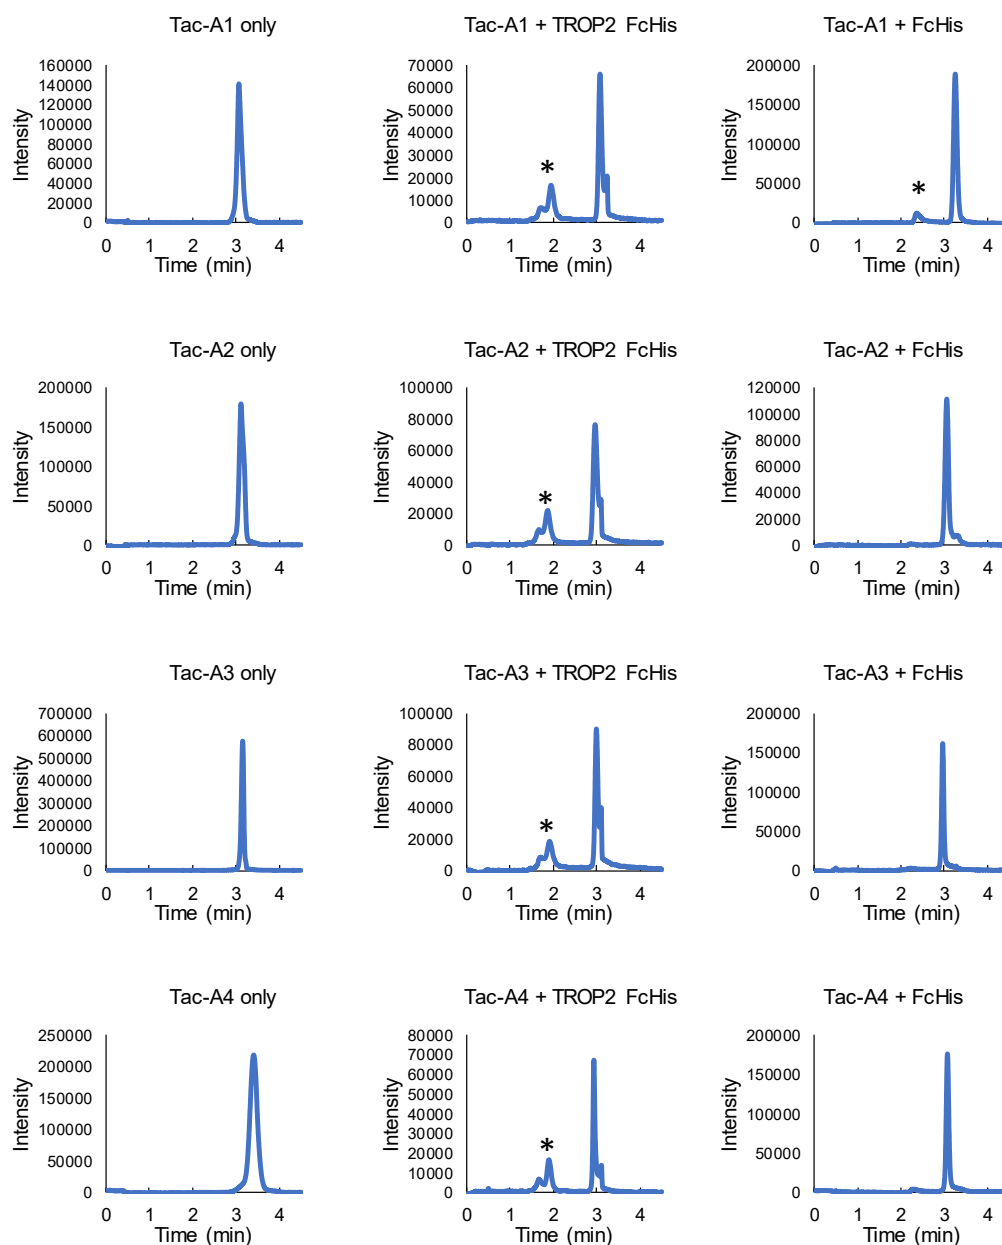 Tac-A1 only
Intensity
160000
140000
120000
100000
80000
60000
40000
20000
0
0 1 2 3 4
Time (min)
Tac-A1 + TROP2 FcHis
Intensity
70000
60000
50000
40000
30000
20000
10000
0
*
0 1 2 3 4
Time (min)
Tac-A1 + FcHis
Intensity
200000
150000
100000
50000
0
*
0 1 2 3 4
Time (min)
Tac-A2 only
Intensity
200000
150000
100000
50000
0
0 1 2 3 4
Time (min)
Tac-A2 + TROP2 FcHis
Intensity
100000
80000
60000
40000
20000
0
*
0 1 2 3 4
Time (min)
Tac-A2 + FcHis
Intensity
120000
100000
80000
60000
40000
20000
0
0 1 2 3 4
Time (min)
Tac-A3 only
Intensity
700000
600000
500000
400000
300000
200000
100000
0
0 1 2 3 4
Time (min)
Tac-A3 + TROP2 FcHis
Intensity
100000
80000
60000
40000
20000
0
*
0 1 2 3 4
Time (min)
Tac-A3 + FcHis
Intensity
200000
150000
100000
50000
0
0 1 2 3 4
Time (min)
Tac-A4 only
Intensity
250000
200000
150000
100000
50000
0
0 1 2 3 4
Time (min)
Tac-A4 + TROP2 FcHis
Intensity
80000
70000
60000
50000
40000
30000
20000
10000
0
*
0 1 2 3 4
Time (min)
Tac-A4 + FcHis
Intensity
200000
150000
100000
50000
0
0 1 2 3 4
Time (min)